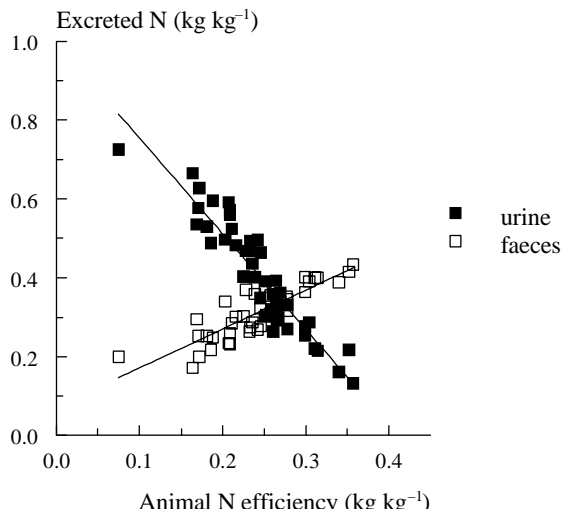 Excreted N (kg kg⁻¹)
1.0
0.8
0.6
0.4
0.2
0.0
0.0 0.1 0.2 0.3 0.4
Animal N efficiency (kg kg⁻¹)
urine
faeces